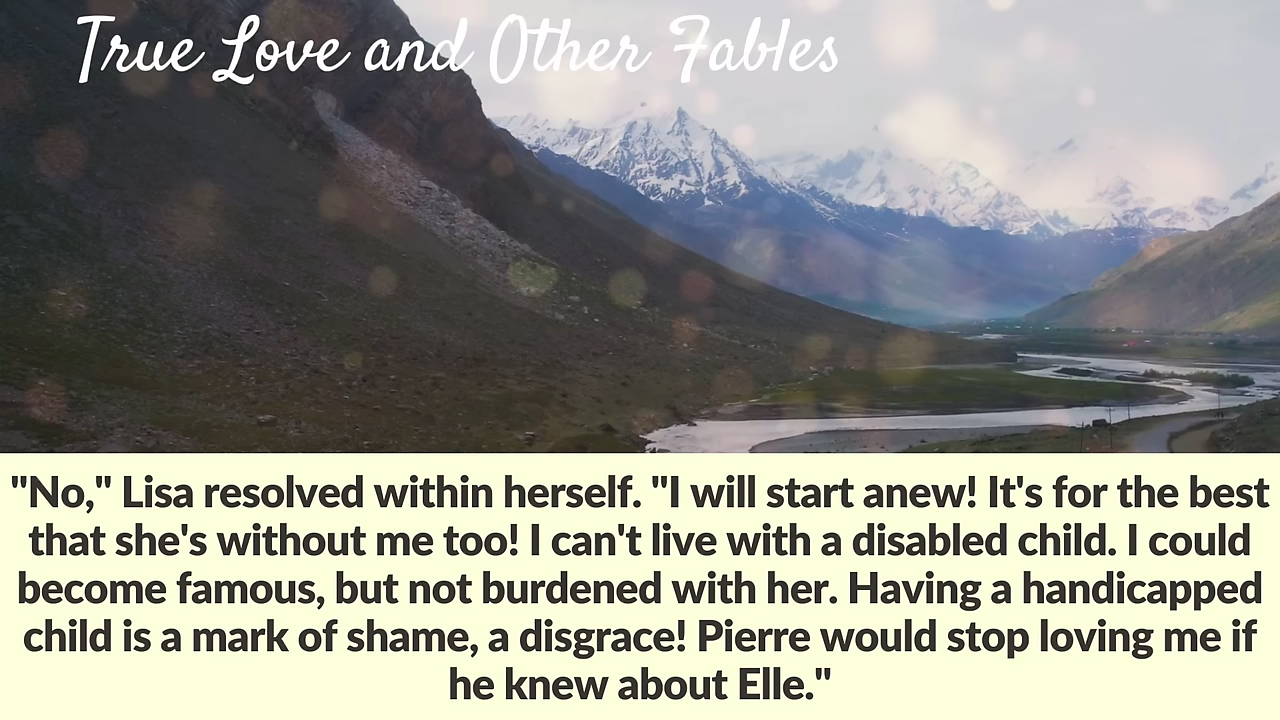 True Love and Other Fables
"No," Lisa resolved within herself. "I will start anew! It's for the best
that she's without me too! I can't live with a disabled child. I could
become famous, but not burdened with her. Having a handicapped
child is a mark of shame, a disgrace! Pierre would stop loving me if
he knew about Elle."